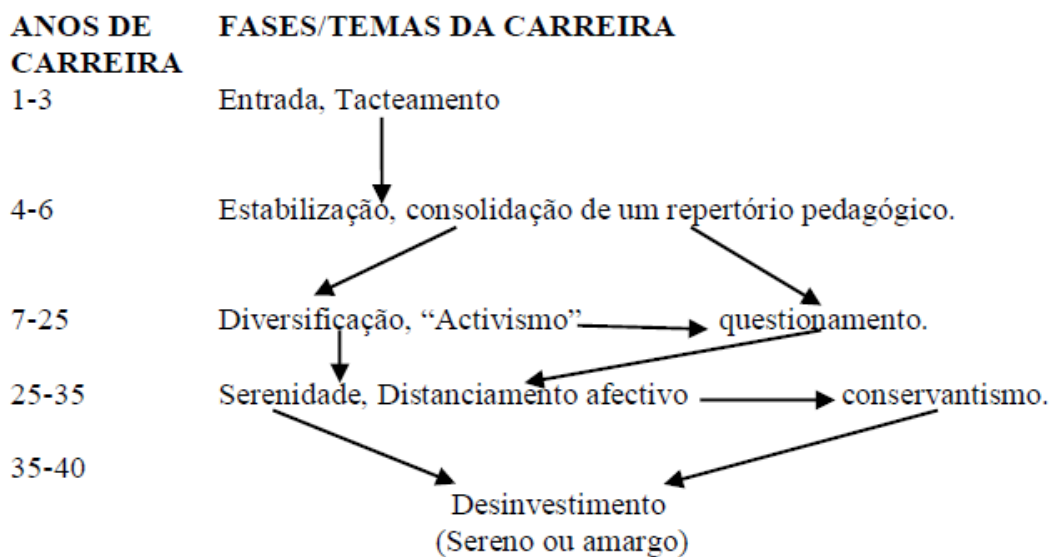 ANOS DE CARREIRA FASES/TEMAS DA CARREIRA
1-3 Entrada, Tacteamento
4-6 Estabilização, consolidação de um repertório pedagógico.
7-25 Diversificação, “Activismo” questionamento.
25-35 Serenidade, Distanciamento afectivo conservantismo.
35-40
Desinvestimento
(Sereno ou amargo)